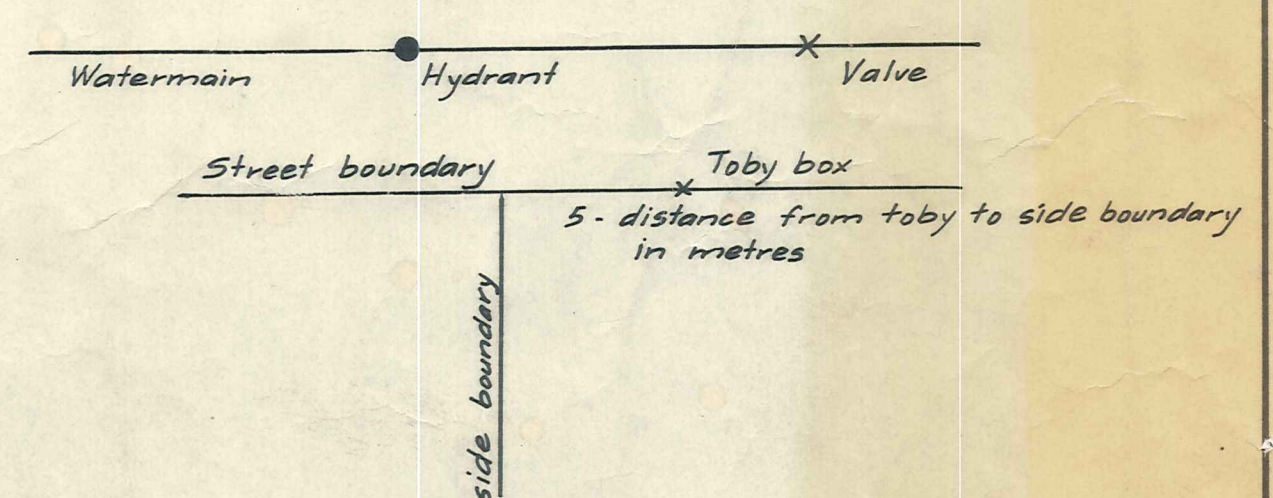 Watermain Hydrant Valve
Street boundary Toby box
5 - distance from toby to side boundary
in metres
side boundary